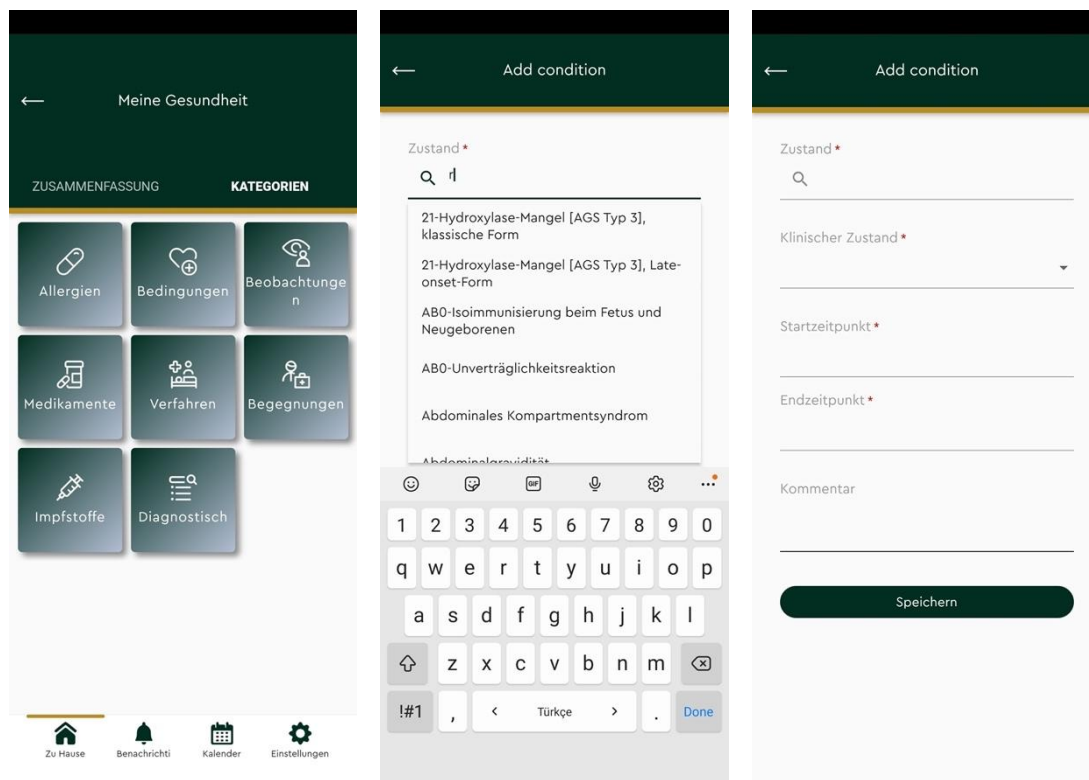 Meine Gesundheit
ZUSAMMENFASSUNG
KATEGORIEN
Allergien
Bedingungen
Beobachtunge
n
Medikamente
Verfahren
Begegnungen
Impfstoffe
Diagnostisch
Zu Hause
Benachrichti
Kalender
Einstellungen
Add condition
Zustand *
r
21-Hydroxylase-Mangel [AGS Typ 3],
klassische Form
21-Hydroxylase-Mangel [AGS Typ 3], Late-
onset-Form
AB0-Isoimmunisierung beim Fetus und
Neugeborenen
AB0-Unverträglichkeitsreaktion
Abdominales Kompartmentsyndrom
Abdominalgravidität
GIF
1 2 3 4 5 6 7 8 9 0
q w e r t y u i o p
a s d f g h j k l
z x c v b n m
!#1 , < Türkçe > . Done
Add condition
Zustand *
Klinischer Zustand *
Startzeitpunkt *
Endzeitpunkt *
Kommentar
Speichern